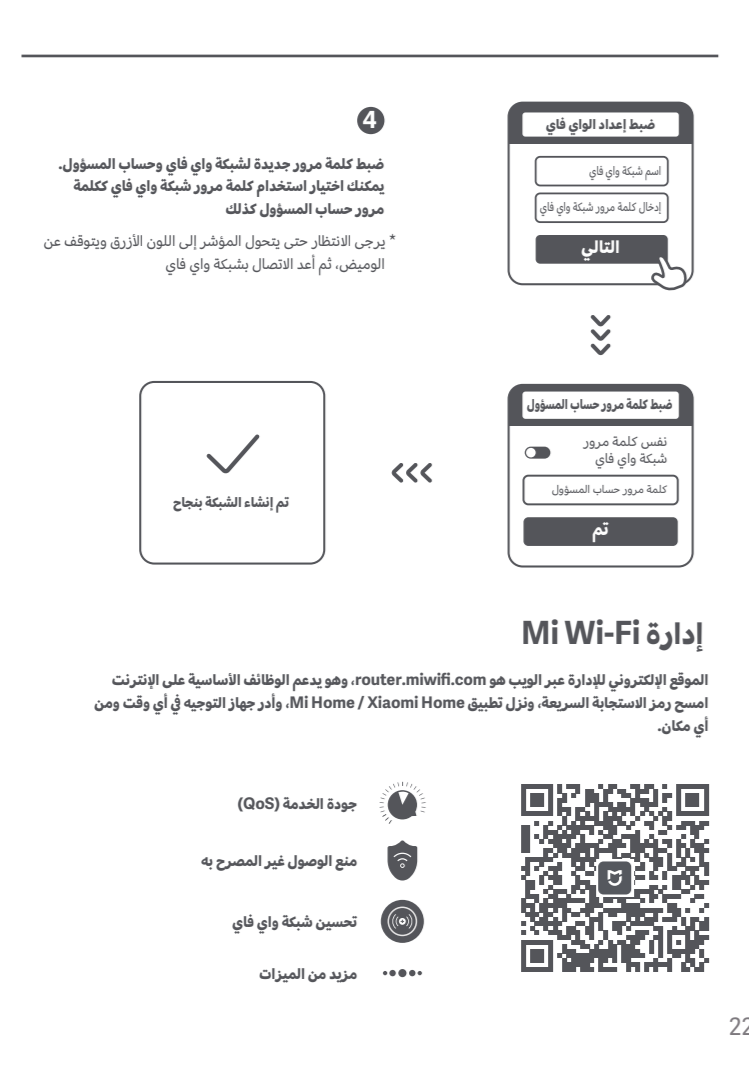 4
ضبط كلمة مرور جديدة لشبكة واي فاي وحساب المسؤول.
يمكنك اختيار استخدام كلمة مرور شبكة واي فاي ككلمة
مرور حساب المسؤول كذلك
* يرجى الانتظار حتى يتحول المؤشر إلى اللون الأزرق ويتوقف عن
الوميض، ثم أعد الاتصال بشبكة واي فاي
ضبط إعداد الواي فاي
اسم شبكة واي فاي
إدخال كلمة مرور شبكة واي فاي
التالي
ضبط كلمة مرور حساب المسؤول
نفس كلمة مرور
شبكة واي فاي
كلمة مرور حساب المسؤول
تم
تم إنشاء الشبكة بنجاح
إدارة Mi Wi-Fi
الموقع الإلكتروني للإدارة عبر الويب هو router.miwifi.com، وهو يدعم الوظائف الأساسية على الإنترنت
امسح رمز الاستجابة السريعة، ونزل تطبيق Mi Home / Xiaomi Home، وأدر جهاز التوجيه في أي وقت ومن
أي مكان.
جودة الخدمة (QoS)
منع الوصول غير المصرح به
تحسين شبكة واي فاي
مزيد من الميزات
22